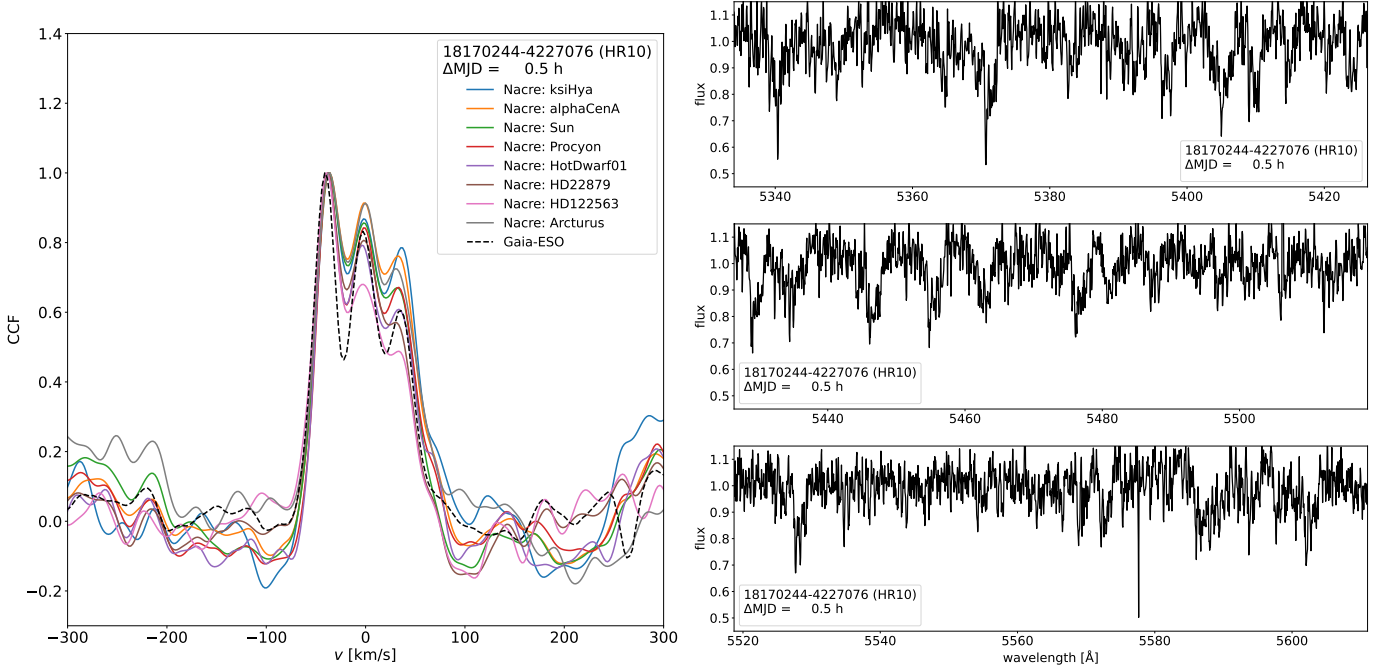 1.4
1.2
1.0
0.8
0.6
0.4
0.2
0.0
−0.2
CCF
−300
−200
−100
0
100
200
300
v [km/s]
18170244-4227076 (HR10)
ΔMJD = 0.5 h
Nacre: ksiHya
Nacre: alphaCenA
Nacre: Sun
Nacre: Procyon
Nacre: HotDwarf01
Nacre: HD22879
Nacre: HD122563
Nacre: Arcturus
Gaia-ESO
1.1
1.0
0.9
0.8
0.7
0.6
0.5
flux
18170244-4227076 (HR10)
ΔMJD = 0.5 h
5340
5360
5380
5400
5420
1.1
1.0
0.9
0.8
0.7
0.6
0.5
flux
18170244-4227076 (HR10)
ΔMJD = 0.5 h
5440
5460
5480
5500
1.1
1.0
0.9
0.8
0.7
0.6
0.5
flux
18170244-4227076 (HR10)
ΔMJD = 0.5 h
5520
5540
5560
5580
5600
wavelength [Å]